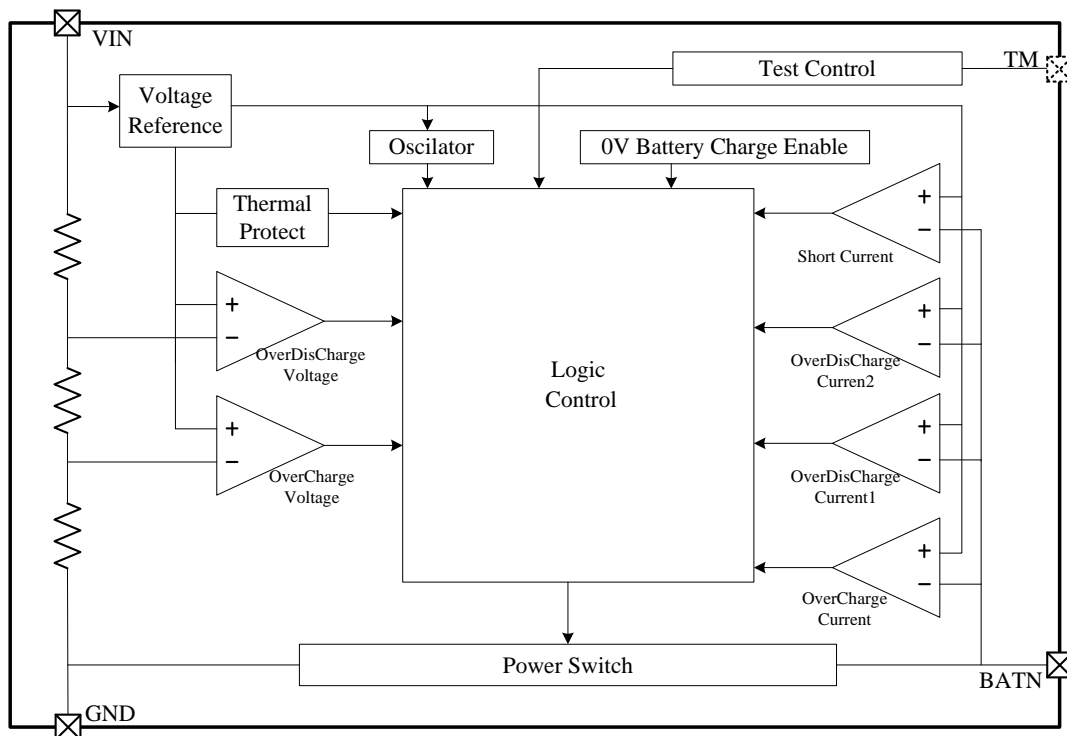 VIN
TM
Test Control
Voltage
Reference
Oscilator
0V Battery Charge Enable
Thermal
Protect
+
−
Short Current
+
−
OverDisCharge
Voltage
+
−
OverDisCharge
Curren2
Logic
Control
+
−
OverCharge
Voltage
+
−
OverDisCharge
Current1
+
−
OverCharge
Current
Power Switch
BATN
GND